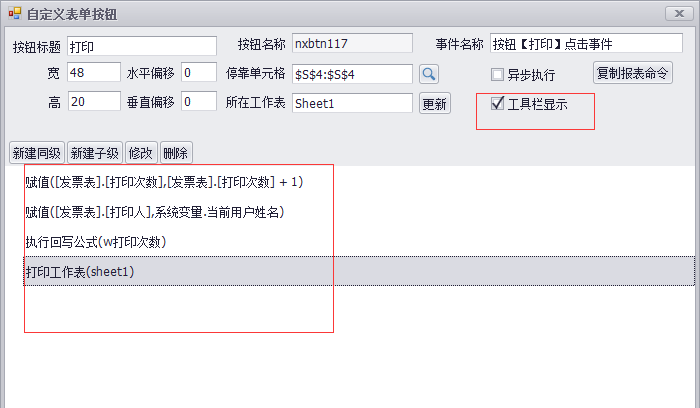 自定义表单按钮
按钮标题 打印 按钮名称 nxbtn117 事件名称 按钮【打印】点击事件
宽 48 水平偏移 0 停靠单元格 $S$4:$S$4 异步执行 复制报表命令
高 20 垂直偏移 0 所在工作表 Sheet1 更新 工具栏显示
新建同级 新建子级 修改 删除
赋值([发票表].[打印次数],[发票表].[打印次数] + 1)
赋值([发票表].[打印人],系统变量.当前用户姓名)
执行回写公式(w打印次数)
打印工作表(sheet1)